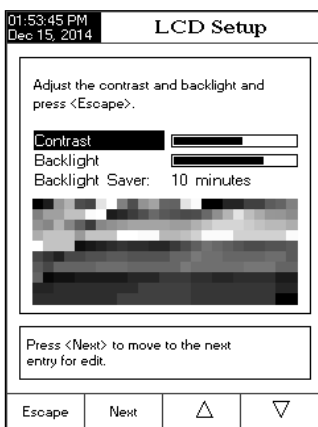 01:53:45 PM
Dec 15, 2014
LCD Setup
Adjust the contrast and backlight and
press <Escape>.
Contrast
Backlight
Backlight Saver: 10 minutes
Press <Next> to move to the next
entry for edit.
Escape Next △ ▽